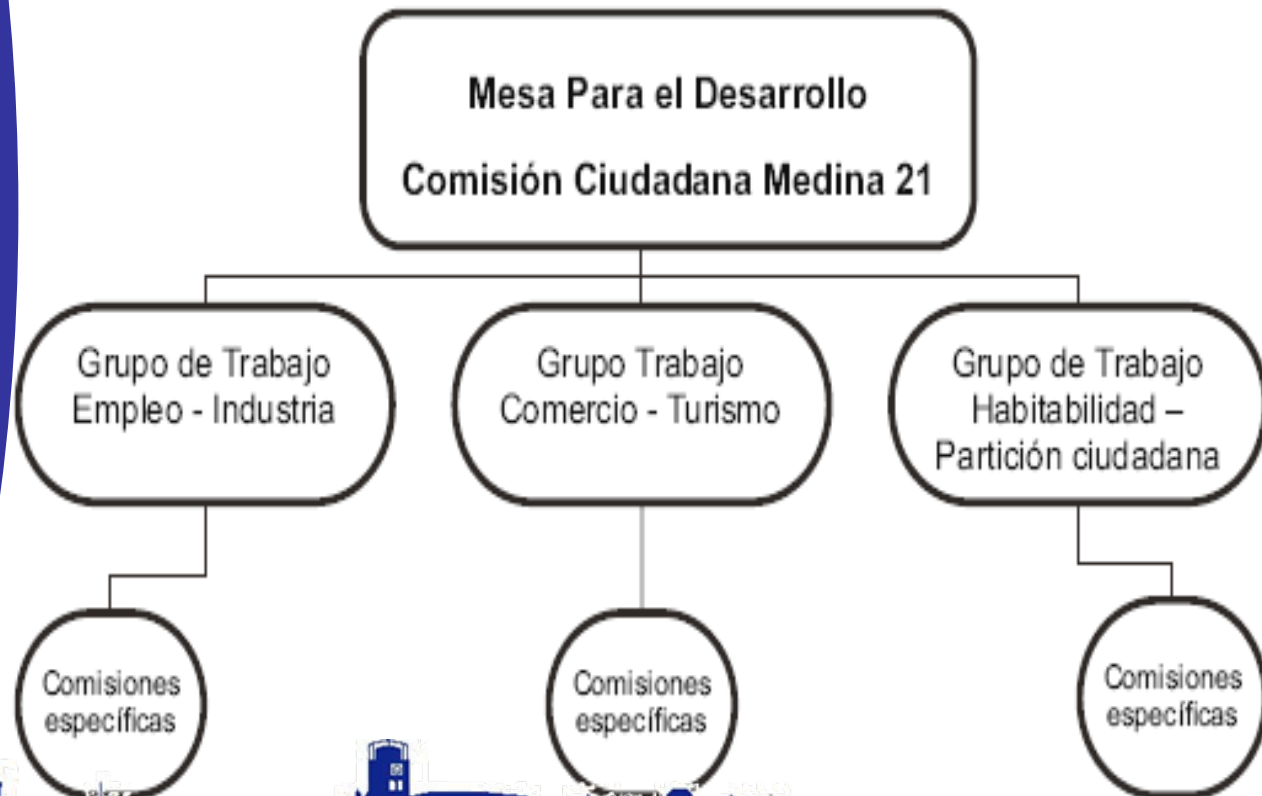 Mesa Para el Desarrollo
Comisión Ciudadana Medina 21
Grupo de Trabajo
Empleo - Industria
Grupo Trabajo
Comercio - Turismo
Grupo de Trabajo
Habitabilidad –
Partición ciudadana
Comisiones
específicas
Comisiones
específicas
Comisiones
específicas